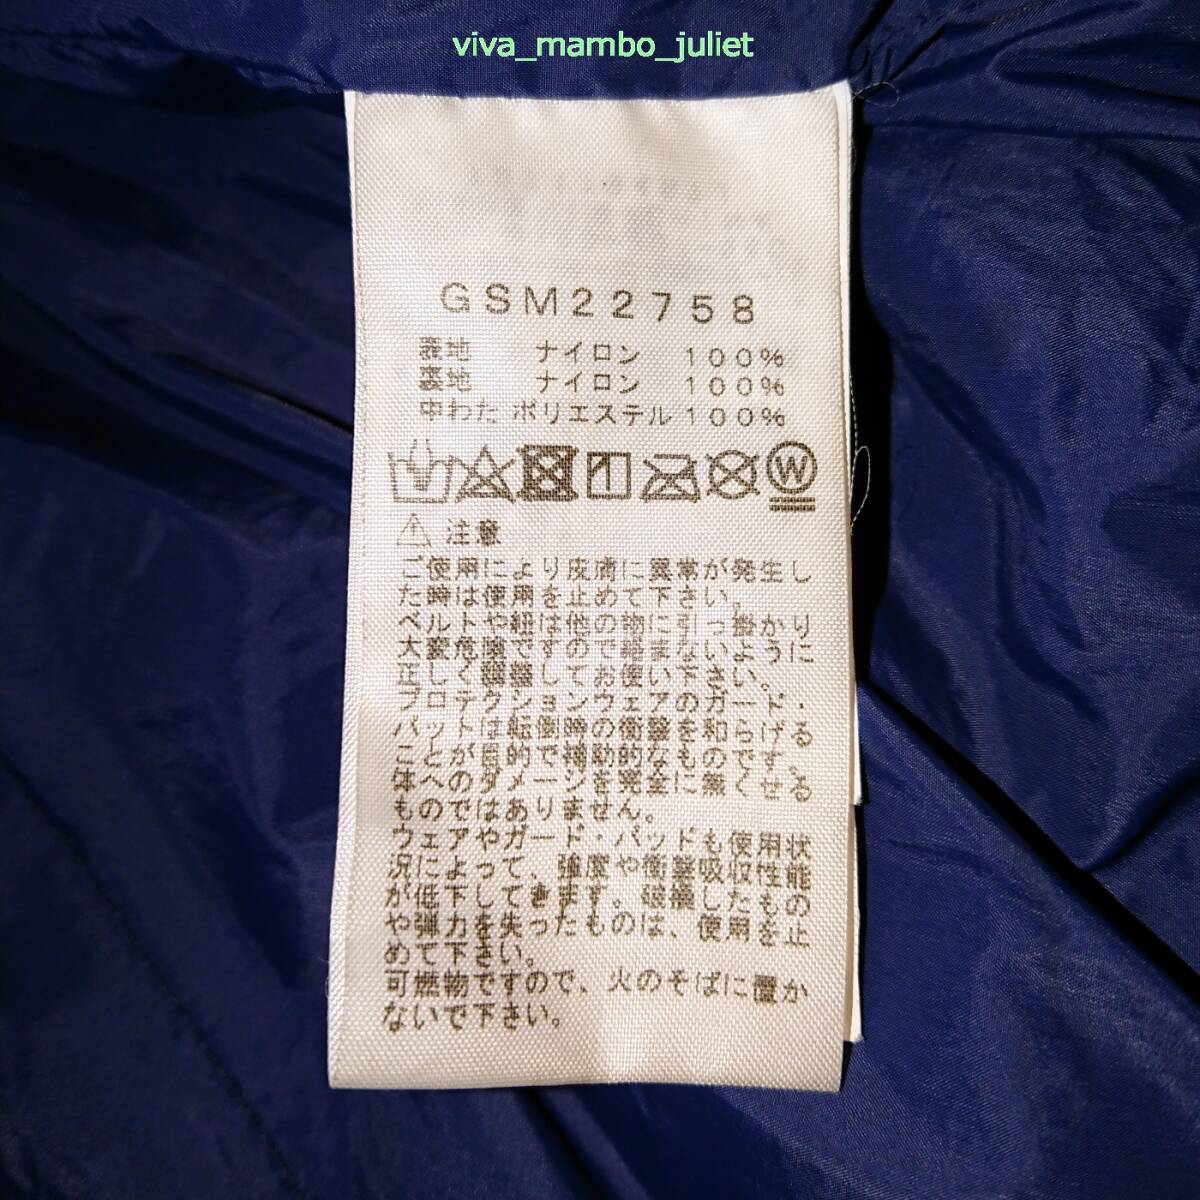 viva_mambo_juliet
GSM22758
表地 ナイロン 100%
裏地 ナイロン 100%
中わた ポリエステル 100%
W
注意
ご使用により皮膚に異常が発生し
た時は使用を止めて下さい。
ベルトや紐は他の物に引っ掛かり
大変危険ですので絡まないように
正しく調整してお使い下さい。
プロテクションウェアのガード・
パットは転倒時の衝撃を和らげる
ことが目的で補助的なものです。
体へのダメージを完全に無くせる
ものではありません。
ウェアやガード・パッドも使用状
況によって、強度や衝撃吸収性能
が低下してきます。破損したもの
や弾力を失ったものは、使用を止
めて下さい。
可燃物ですので、火のそばに置か
ないで下さい。